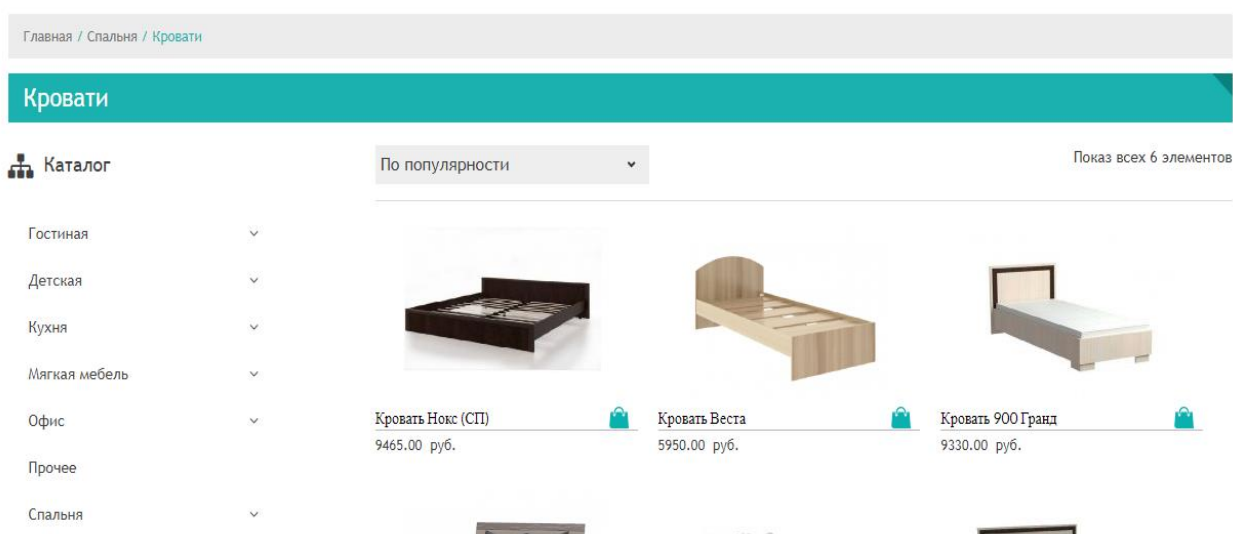 Главная / Спальня / Кровати
Кровати
Каталог
По популярности
Показ всех 6 элементов
Гостиная
Детская
Кухня
Мягкая мебель
Офис
Прочее
Спальня
Кровать Нокс (СП)
9465.00 руб.
Кровать Веста
5950.00 руб.
Кровать 900 Гранд
9330.00 руб.